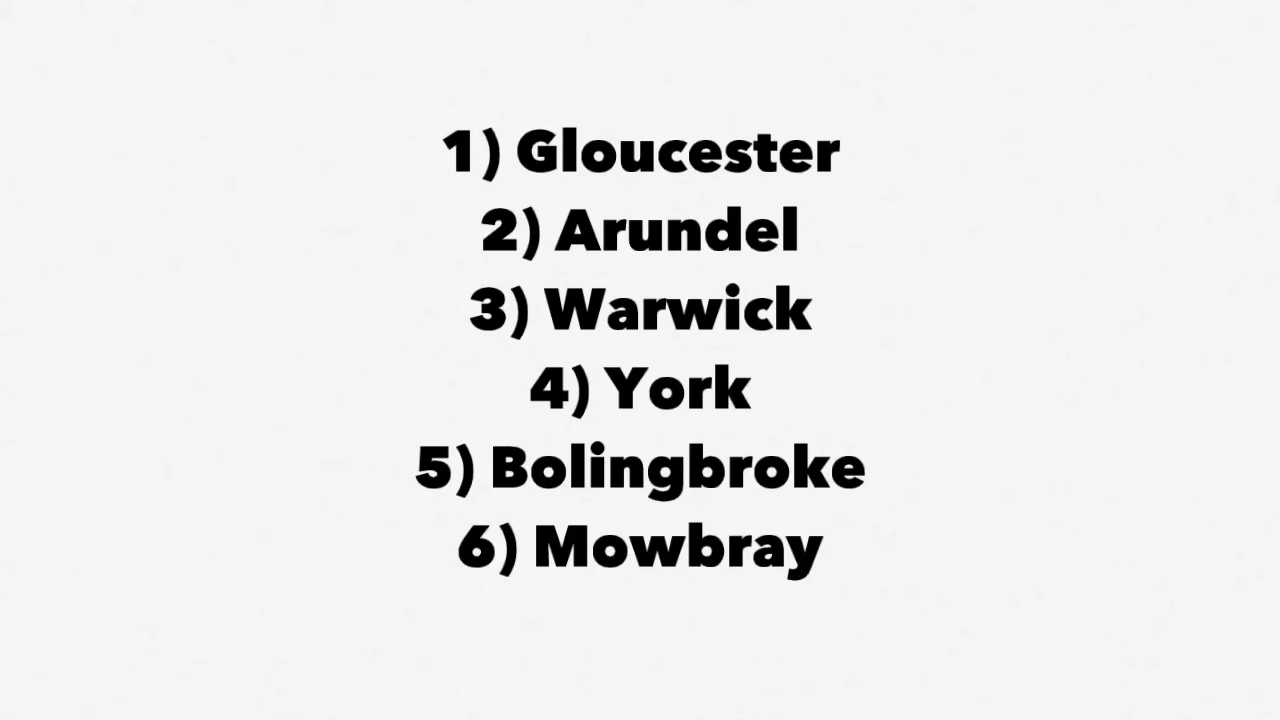 1) Gloucester
2) Arundel
3) Warwick
4) York
5) Bolingbroke
6) Mowbray